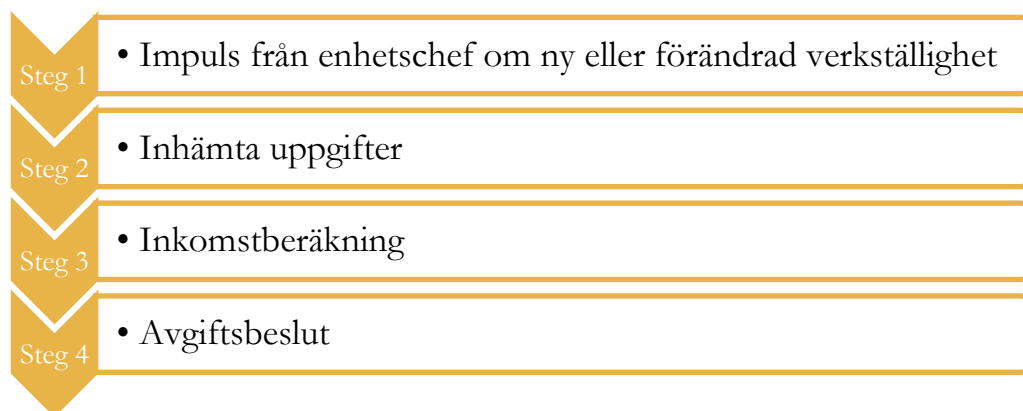 Steg 1
• Impuls från enhetschef om ny eller förändrad verkställighet
Steg 2
• Inhämta uppgifter
Steg 3
• Inkomstberäkning
Steg 4
• Avgiftsbeslut